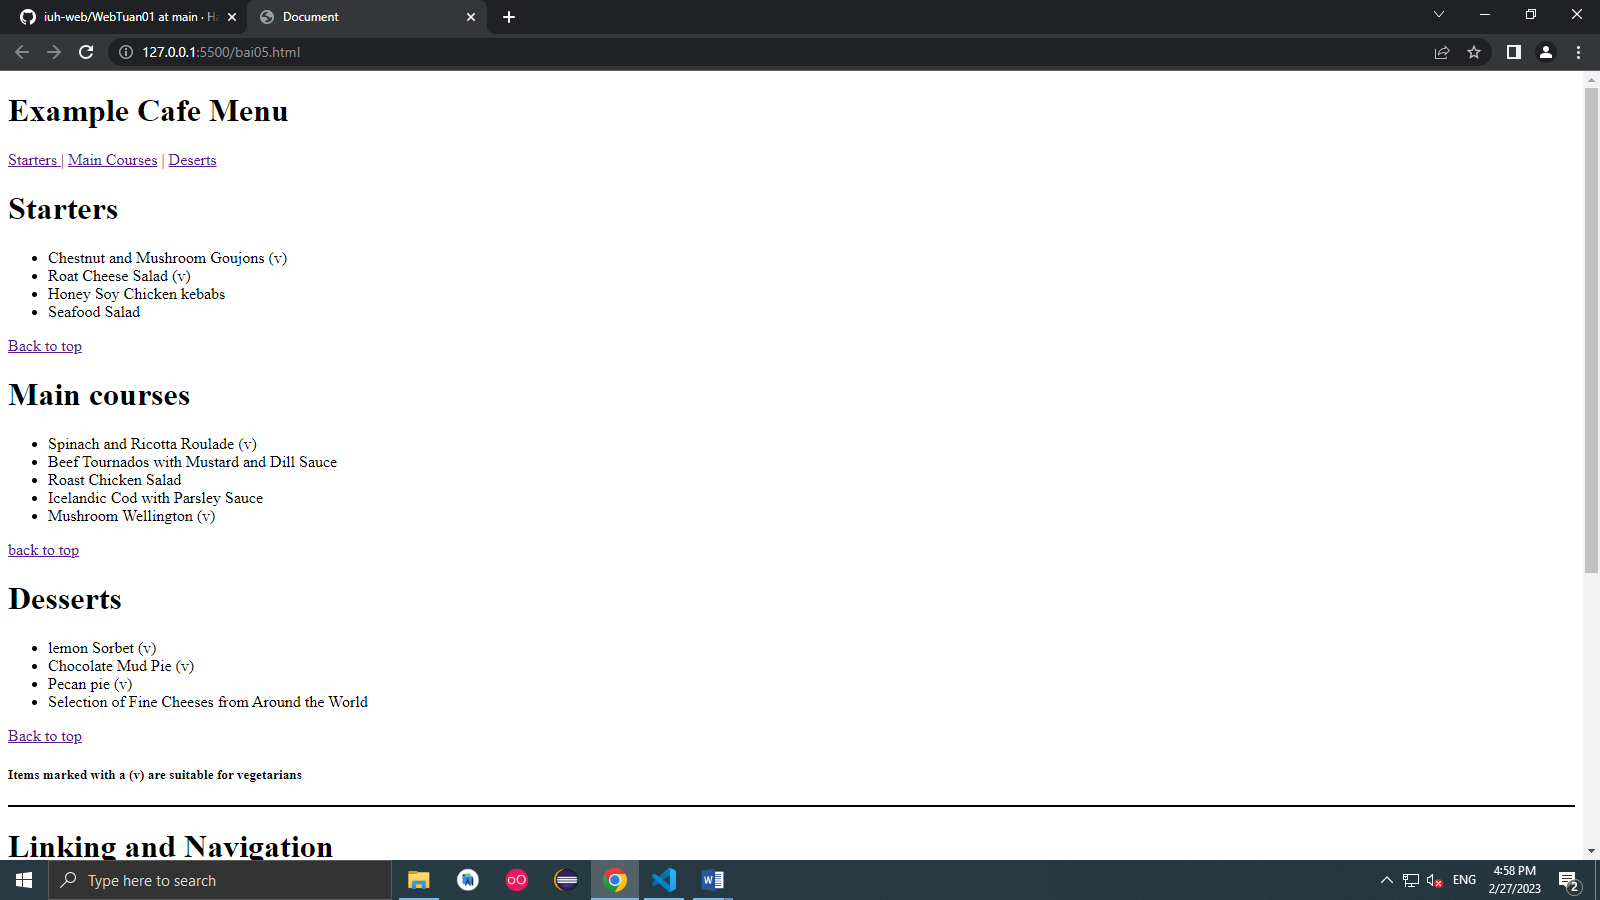 iuh-web/WebTuan01 at main · Ha
Document
127.0.0.1:5500/bai05.html
Example Cafe Menu
Starters | Main Courses | Deserts
Starters
Chestnut and Mushroom Goujons (v)
Roat Cheese Salad (v)
Honey Soy Chicken kebabs
Seafood Salad
Back to top
Main courses
Spinach and Ricotta Roulade (v)
Beef Tournados with Mustard and Dill Sauce
Roast Chicken Salad
Icelandic Cod with Parsley Sauce
Mushroom Wellington (v)
back to top
Desserts
lemon Sorbet (v)
Chocolate Mud Pie (v)
Pecan pie (v)
Selection of Fine Cheeses from Around the World
Back to top
Items marked with a (v) are suitable for vegetarians
Linking and Navigation
Type here to search
ENG
4:58 PM
2/27/2023
2